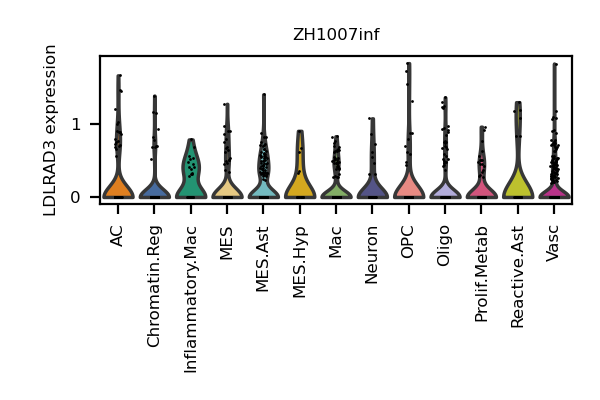 ZH1007inf
LDLRAD3 expression
1
0
AC
Chromatin.Reg
Inflammatory.Mac
MES
MES.Ast
MES.Hyp
Mac
Neuron
OPC
Oligo
Prolif.Metab
Reactive.Ast
Vasc